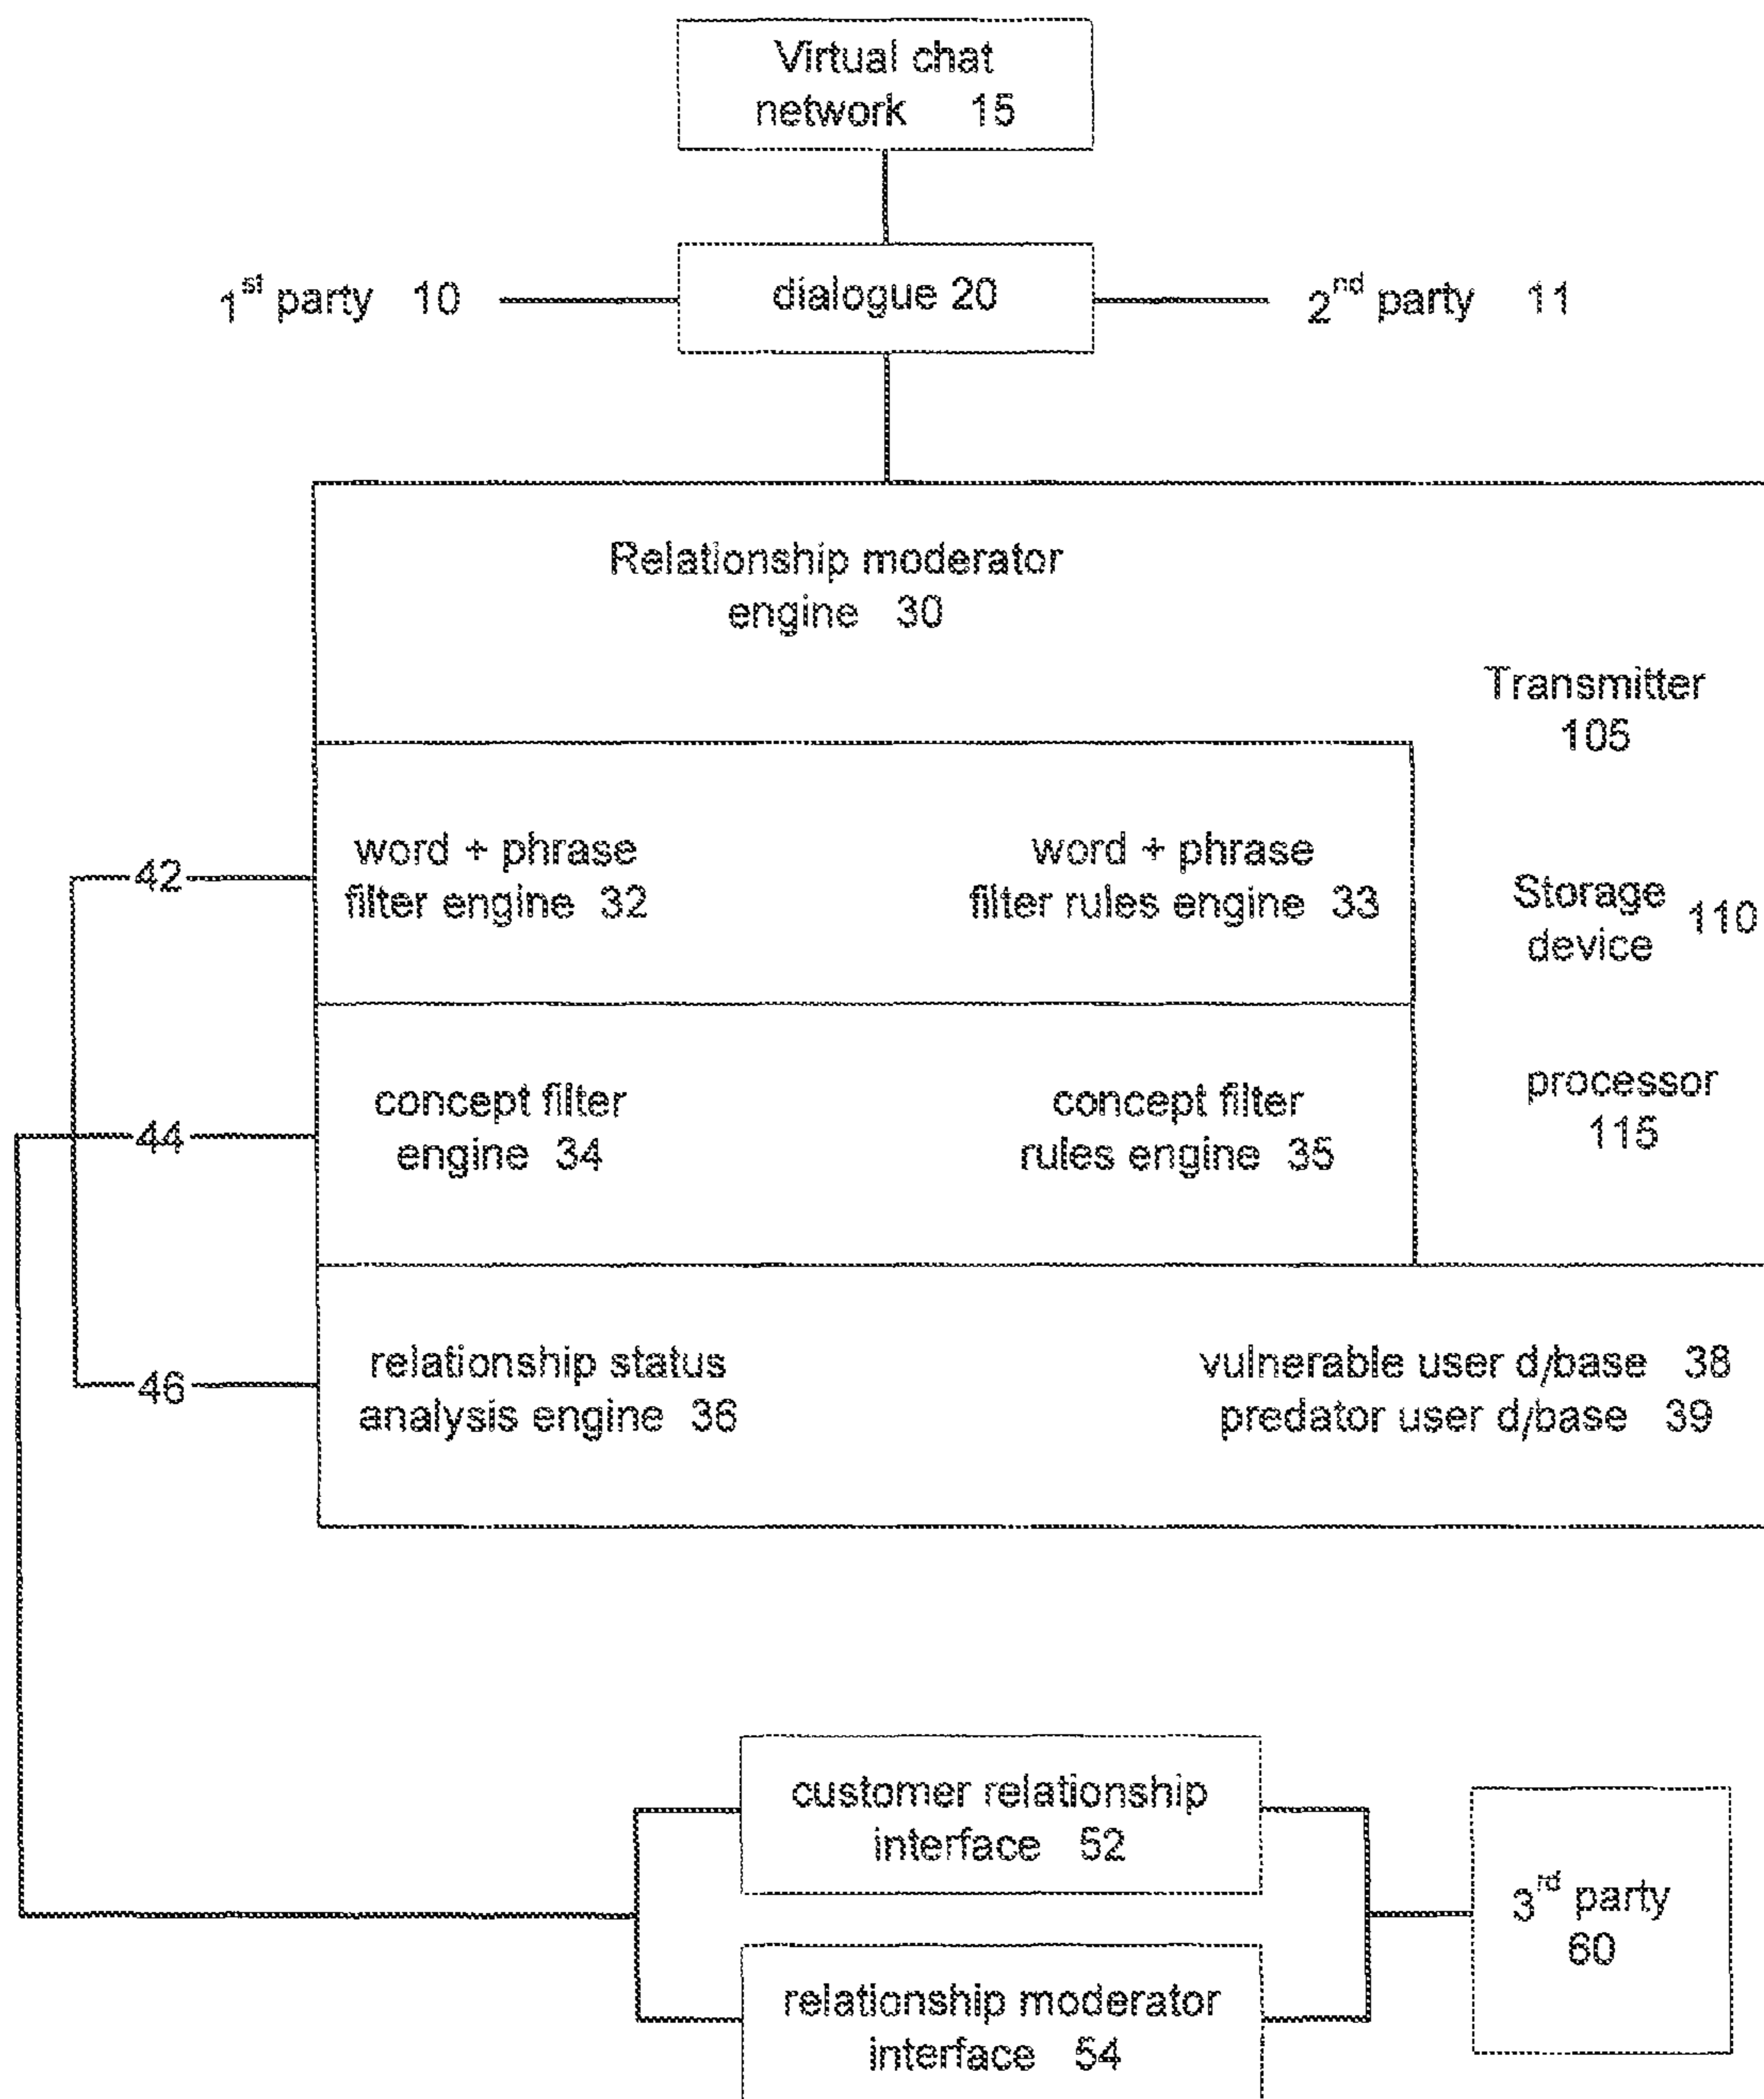 Virtual chat
network 15
1st party 10
dialogue 20
2nd party 11
Relationship moderator
engine 30
Transmitter
105
42
word + phrase
filter engine 32
word + phrase
filter rules engine 33
Storage
device 110
44
concept filter
engine 34
concept filter
rules engine 35
processor
115
46
relationship status
analysis engine 36
vulnerable user d/base 38
predator user d/base 39
customer relationship
interface 52
relationship moderator
interface 54
3rd party
60